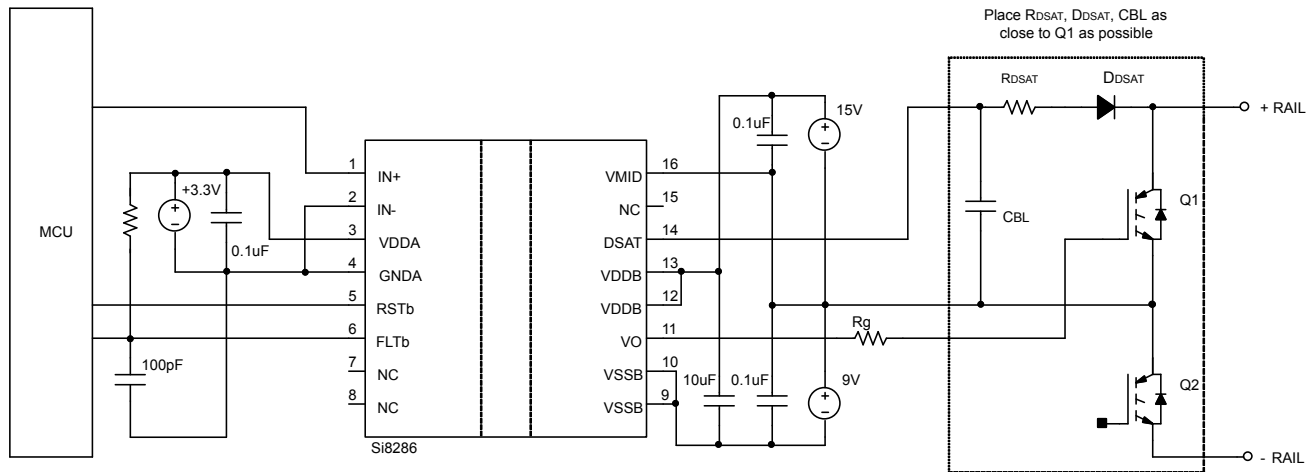 Place RDSAT, DDSAT, CBL as
close to Q1 as possible
RDSAT
DDSAT
+ RAIL
15V
0.1uF
1
IN+
16
VMID
+3.3V
2
IN-
15
NC
Q1
MCU
0.1uF
3
VDDA
14
DSAT
CBL
4
GNDA
13
VDDB
5
RSTb
12
VDDB
6
FLTb
11
VO
Rg
100pF
7
NC
10
VSSB
10uF
0.1uF
9V
Q2
8
NC
9
VSSB
Si8286
- RAIL